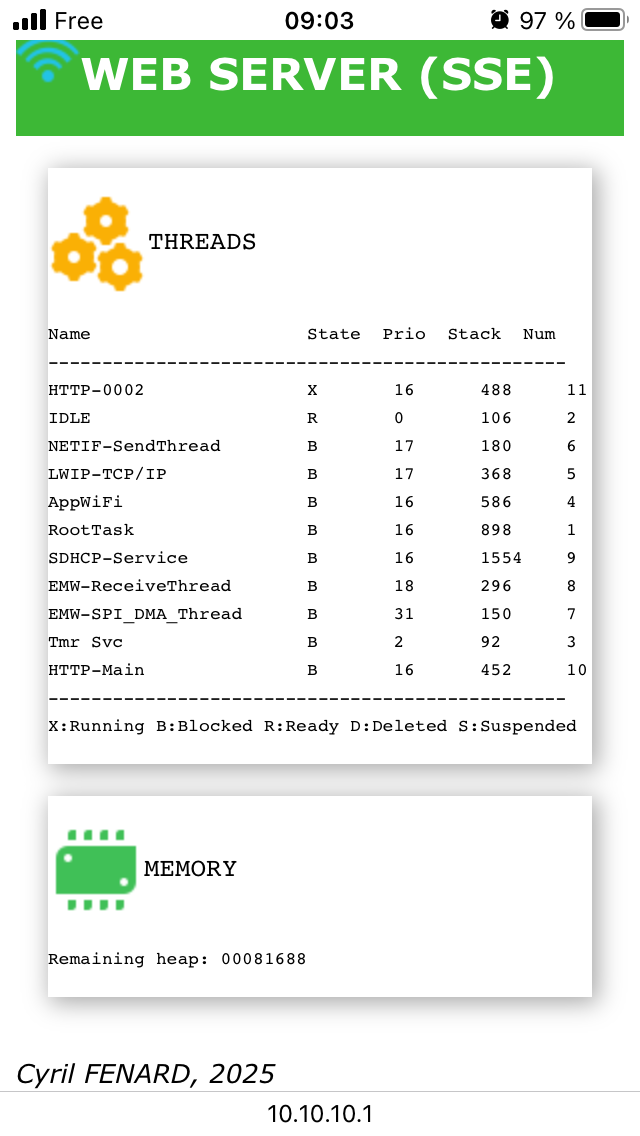 Free 09:03 97 %
WEB SERVER (SSE)
THREADS
Name State Prio Stack Num
------------------------------------------------
HTTP-0002 X 16 488 11
IDLE R 0 106 2
NETIF-SendThread B 17 180 6
LWIP-TCP/IP B 17 368 5
AppWiFi B 16 586 4
RootTask B 16 898 1
SDHCP-Service B 16 1554 9
EMW-ReceiveThread B 18 296 8
EMW-SPI_DMA_Thread B 31 150 7
Tmr Svc B 2 92 3
HTTP-Main B 16 452 10
------------------------------------------------
X:Running B:Blocked R:Ready D:Deleted S:Suspended
MEMORY
Remaining heap: 00081688
Cyril FENARD, 2025
10.10.10.1